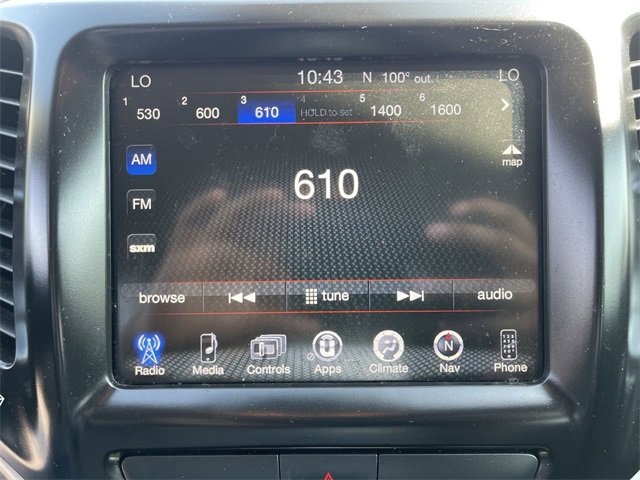 LO 10:43 N 100° out. LO
1 530 2 600 3 610 4 HOLD to set 5 1400 6 1600
AM
map
610
FM
sxm
browse tune audio
Radio Media Controls Apps Climate Nav Phone